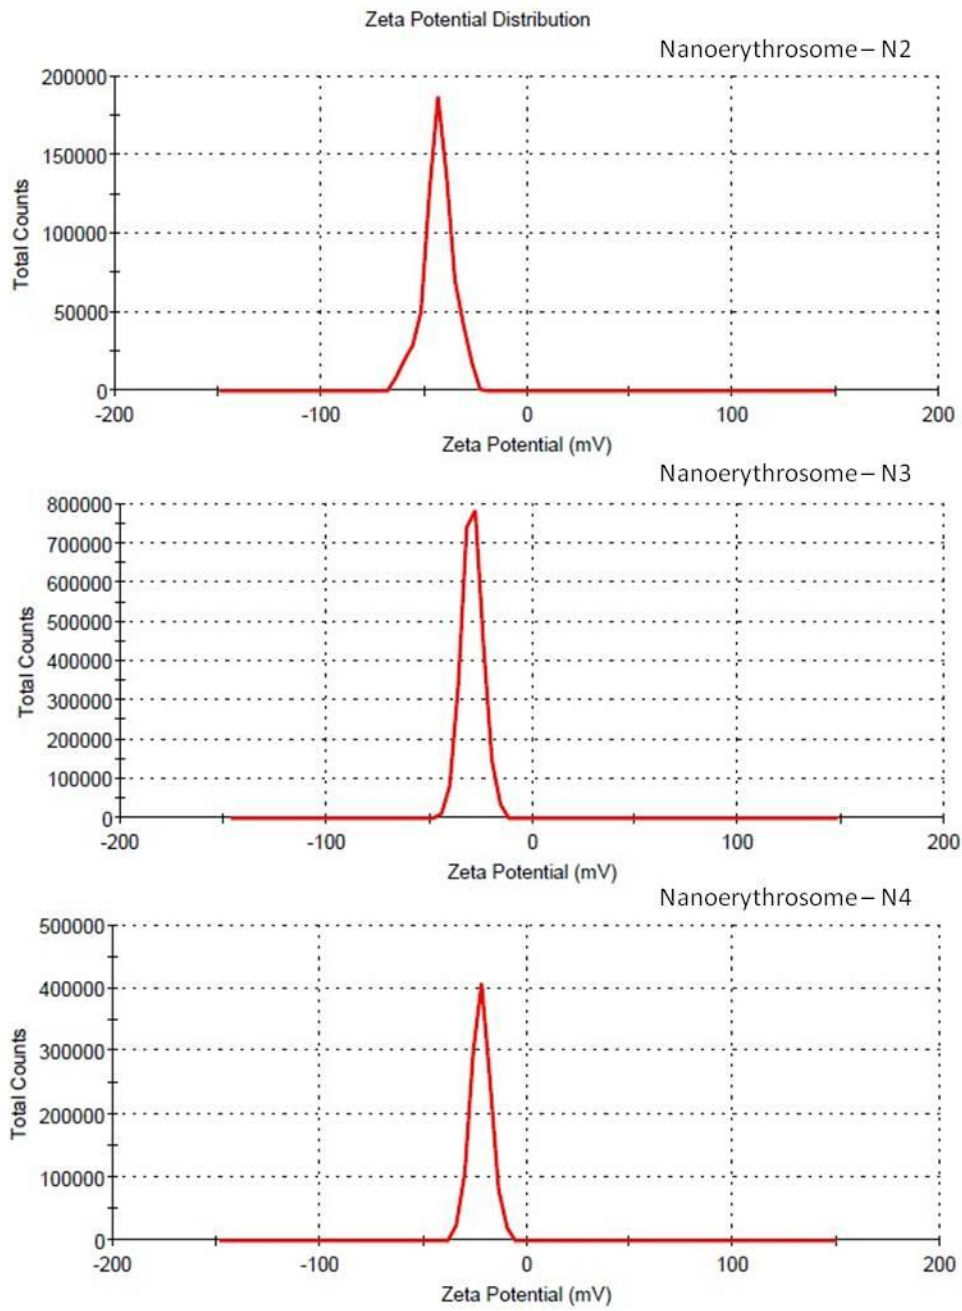 Zeta Potential Distribution
Nanoerythrosome – N2
200000
150000
100000
50000
0
Total Counts
-200 -100 0 100 200
Zeta Potential (mV)
Nanoerythrosome – N3
800000
700000
600000
500000
400000
300000
200000
100000
0
Total Counts
-200 -100 0 100 200
Zeta Potential (mV)
Nanoerythrosome – N4
500000
400000
300000
200000
100000
0
Total Counts
-200 -100 0 100 200
Zeta Potential (mV)